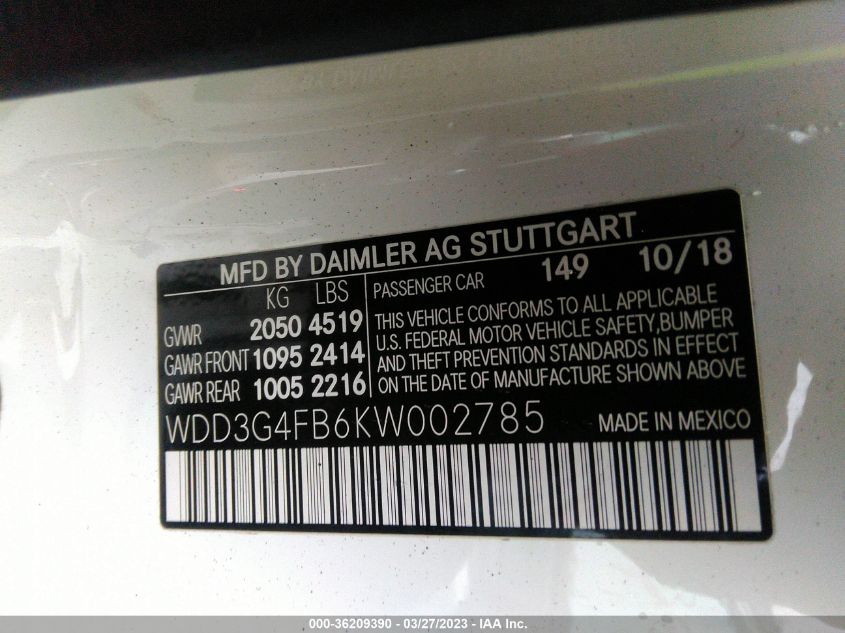 MFD BY DAIMLER AG STUTTGART
KG LBS
GVWR 2050 4519
GAWR FRONT 1095 2414
GAWR REAR 1005 2216
PASSENGER CAR 149 10/18
THIS VEHICLE CONFORMS TO ALL APPLICABLE
U.S. FEDERAL MOTOR VEHICLE SAFETY,BUMPER
AND THEFT PREVENTION STANDARDS IN EFFECT
ON THE DATE OF MANUFACTURE SHOWN ABOVE
WDD3G4FB6KW002785 MADE IN MEXICO
000-36209390 - 03/27/2023 - IAA Inc.